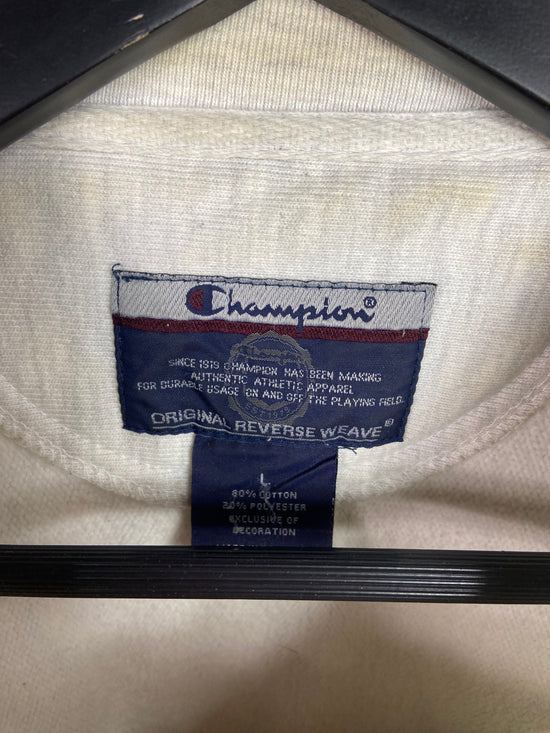 Champion®
SINCE 1919 CHAMPION HAS BEEN MAKING
AUTHENTIC ATHLETIC APPAREL
FOR DURABLE USAGE ON AND OFF THE PLAYING FIELD.
ORIGINAL REVERSE WEAVE®
L
80% COTTON
20% POLYESTER
EXCLUSIVE OF
DECORATION